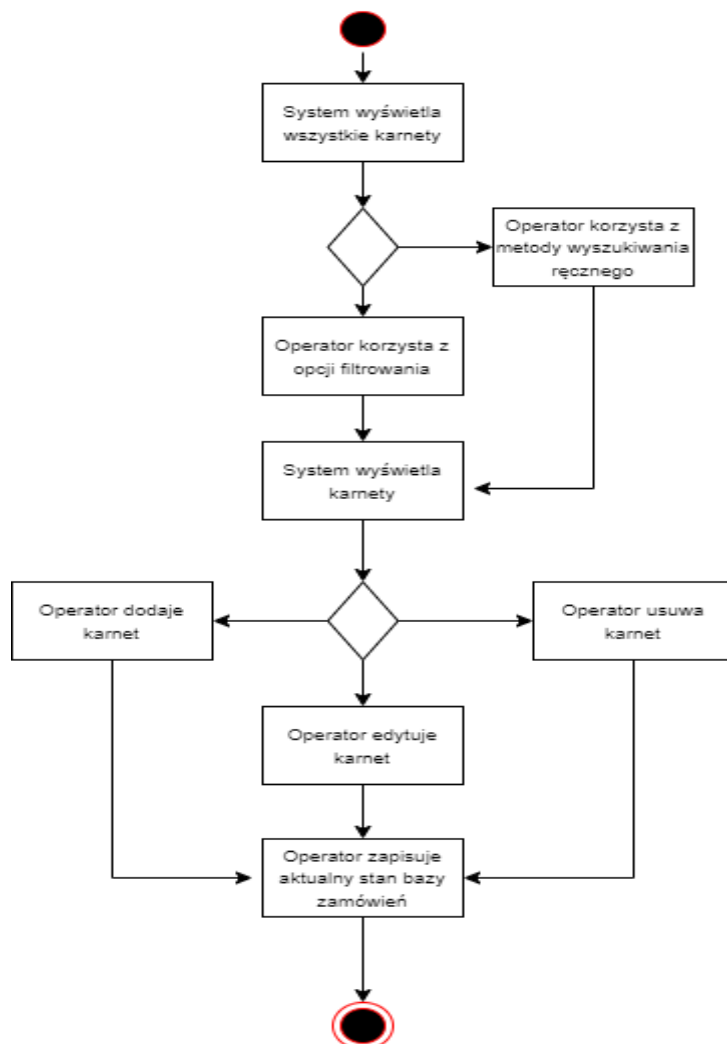 System wyświetla
wszystkie karnety
Operator korzysta z
metody wyszukiwania
ręcznego
Operator korzysta z
opcji filtrowania
System wyświetla
karnety
Operator dodaje
karnet
Operator usuwa
karnet
Operator edytuje
karnet
Operator zapisuje
aktualny stan bazy
zamówień